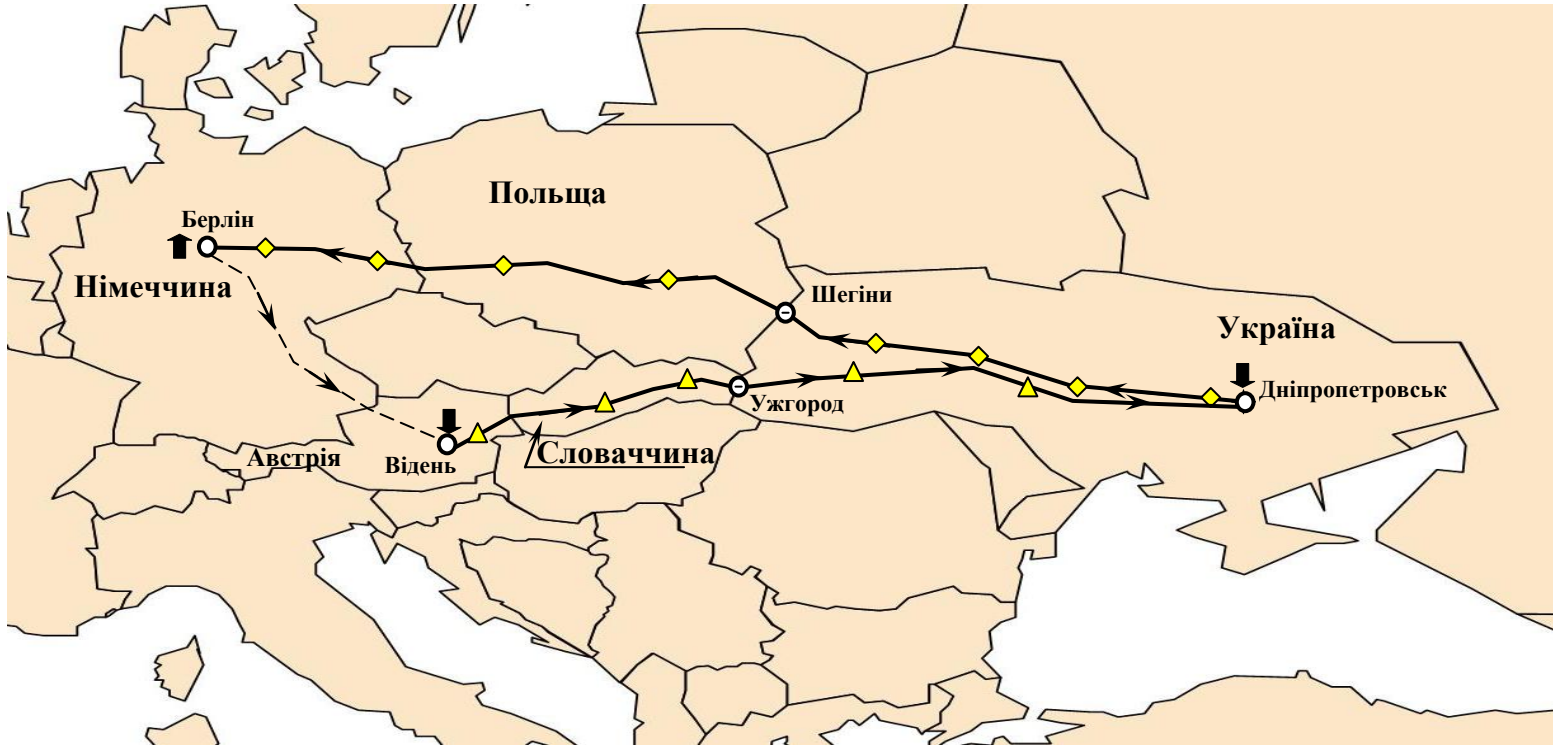 Польща
Берлін
Німеччина
Шегіни
Україна
Дніпропетровськ
Ужгород
Словаччина
Австрія
Відень